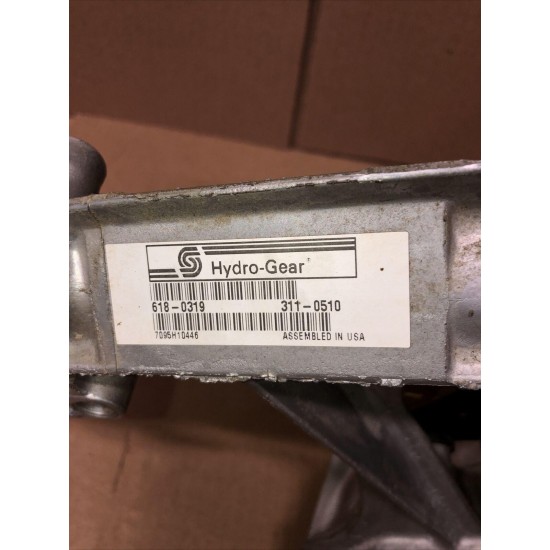 Hydro-Gear
618-0319 311-0510
7095H10446 ASSEMBLED IN USA